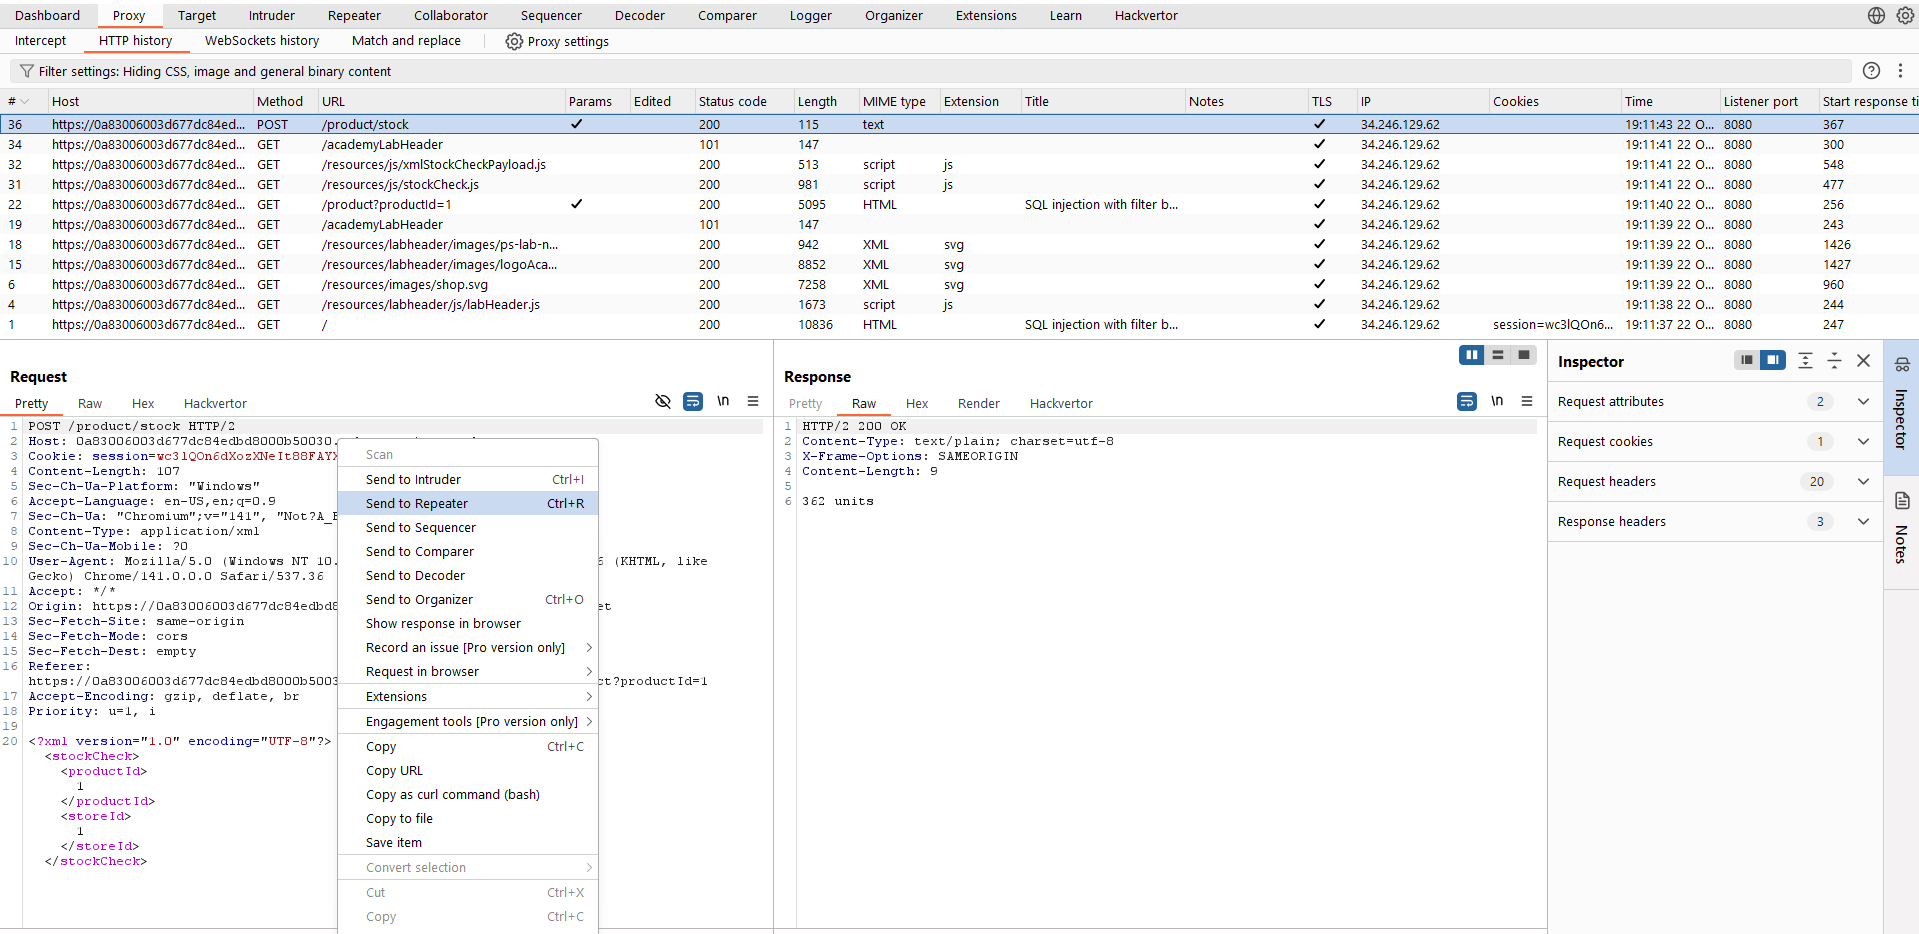 Dashboard Proxy Target Intruder Repeater Collaborator Sequencer Decoder Comparer Logger Organizer Extensions Learn Hackvertor
Intercept HTTP history WebSockets history Match and replace Proxy settings
Filter settings: Hiding CSS, image and general binary content
# Host Method URL Params Edited Status code Length MIME type Extension Title Notes TLS IP Cookies Time Listener port Start response ti
36 https://0a83006003d677dc84ed... POST /product/stock ✓ 200 115 text ✓ 34.246.129.62 19:11:43 22 O... 8080 367
34 https://0a83006003d677dc84ed... GET /academyLabHeader 101 147 ✓ 34.246.129.62 19:11:41 22 O... 8080 300
32 https://0a83006003d677dc84ed... GET /resources/js/xmlStockCheckPayload.js 200 513 script js ✓ 34.246.129.62 19:11:41 22 O... 8080 548
31 https://0a83006003d677dc84ed... GET /resources/js/stockCheck.js 200 981 script js ✓ 34.246.129.62 19:11:41 22 O... 8080 477
22 https://0a83006003d677dc84ed... GET /product?productId=1 ✓ 200 5095 HTML SQL injection with filter b... ✓ 34.246.129.62 19:11:40 22 O... 8080 256
19 https://0a83006003d677dc84ed... GET /academyLabHeader 101 147 ✓ 34.246.129.62 19:11:39 22 O... 8080 243
18 https://0a83006003d677dc84ed... GET /resources/labheader/images/ps-lab-n... 200 942 XML svg ✓ 34.246.129.62 19:11:39 22 O... 8080 1426
15 https://0a83006003d677dc84ed... GET /resources/labheader/images/logoAca... 200 8852 XML svg ✓ 34.246.129.62 19:11:39 22 O... 8080 1427
6 https://0a83006003d677dc84ed... GET /resources/images/shop.svg 200 7258 XML svg ✓ 34.246.129.62 19:11:39 22 O... 8080 960
4 https://0a83006003d677dc84ed... GET /resources/labheader/js/labHeader.js 200 1673 script js ✓ 34.246.129.62 19:11:38 22 O... 8080 244
1 https://0a83006003d677dc84ed... GET / 200 10836 HTML SQL injection with filter b... ✓ 34.246.129.62 session=wc3lQOn6... 19:11:37 22 O... 8080 247
Request
Pretty Raw Hex Hackvertor \n
1 POST /product/stock HTTP/2
2 Host: 0a83006003d677dc84edbd8000b50030.
3 Cookie: session=wc3lQOn6dXozXNeIt88FAYX
4 Content-Length: 107
5 Sec-Ch-Ua-Platform: "Windows"
6 Accept-Language: en-US,en;q=0.9
7 Sec-Ch-Ua: "Chromium";v="141", "Not?A_B
8 Content-Type: application/xml
9 Sec-Ch-Ua-Mobile: ?0
10 User-Agent: Mozilla/5.0 (Windows NT 10. 6 (KHTML, like
Gecko) Chrome/141.0.0.0 Safari/537.36
11 Accept: */*
12 Origin: https://0a83006003d677dc84edbd8 et
13 Sec-Fetch-Site: same-origin
14 Sec-Fetch-Mode: cors
15 Sec-Fetch-Dest: empty
16 Referer:
https://0a83006003d677dc84edbd8000b5003 ct?productId=1
17 Accept-Encoding: gzip, deflate, br
18 Priority: u=1, i
19
20 <?xml version="1.0" encoding="UTF-8"?>
<stockCheck>
<productId>
1
</productId>
<storeId>
1
</storeId>
</stockCheck>
Scan
Send to Intruder Ctrl+I
Send to Repeater Ctrl+R
Send to Sequencer
Send to Comparer
Send to Decoder
Send to Organizer Ctrl+O
Show response in browser
Record an issue [Pro version only]
Request in browser
Extensions
Engagement tools [Pro version only]
Copy Ctrl+C
Copy URL
Copy as curl command (bash)
Copy to file
Save item
Convert selection
Cut Ctrl+X
Copy Ctrl+C
Response
Pretty Raw Hex Render Hackvertor \n
1 HTTP/2 200 OK
2 Content-Type: text/plain; charset=utf-8
3 X-Frame-Options: SAMEORIGIN
4 Content-Length: 9
5
6 362 units
Inspector
Request attributes 2
Request cookies 1
Request headers 20
Response headers 3
Inspector
Notes